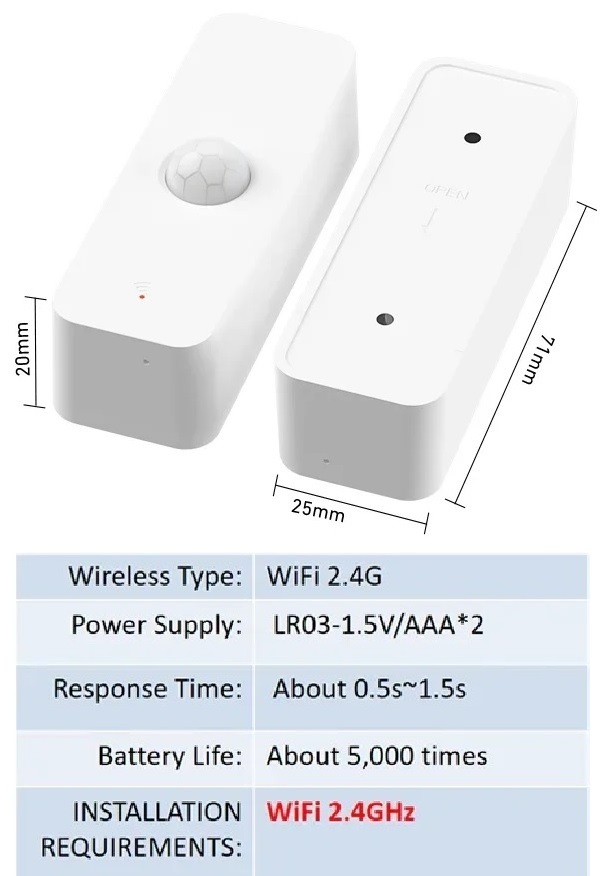 OPEN
20mm
71mm
25mm
Wireless Type: WiFi 2.4G
Power Supply: LR03-1.5V/AAA*2
Response Time: About 0.5s~1.5s
Battery Life: About 5,000 times
INSTALLATION REQUIREMENTS: WiFi 2.4GHz